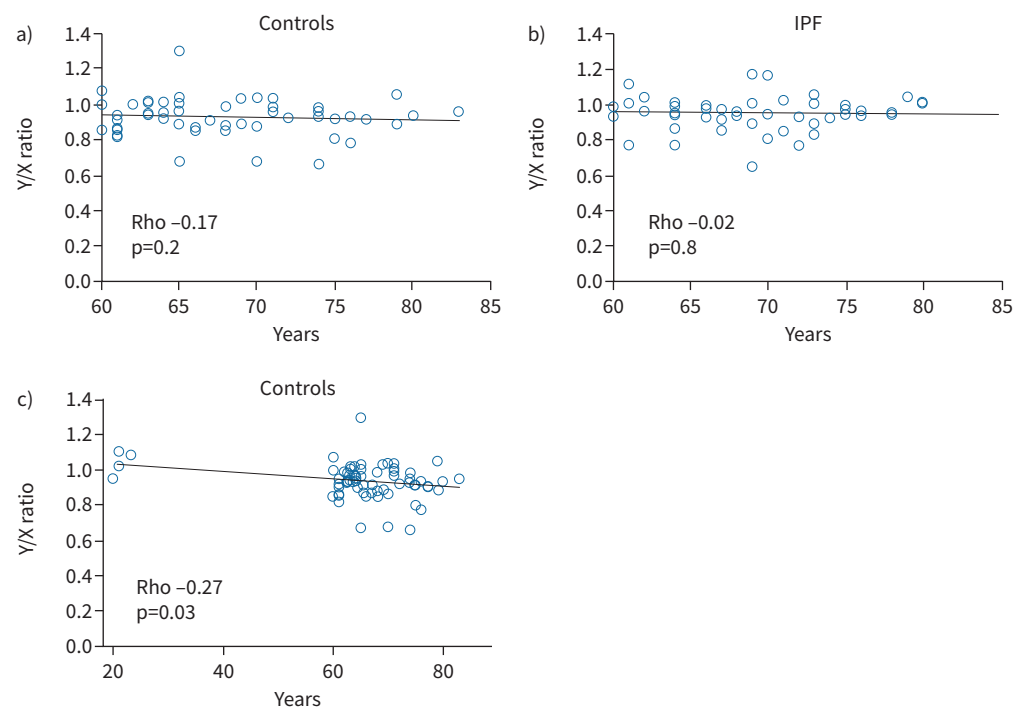 a)
Controls
Y/X ratio
1.4
1.2
1.0
0.8
0.6
0.4
0.2
0.0
Rho –0.17
p=0.2
60 65 70 75 80 85
Years
b)
IPF
Y/X ratio
1.4
1.2
1.0
0.8
0.6
0.4
0.2
0.0
Rho –0.02
p=0.8
60 65 70 75 80 85
Years
c)
Controls
Y/X ratio
1.4
1.2
1.0
0.8
0.6
0.4
0.2
0.0
Rho –0.27
p=0.03
20 40 60 80
Years